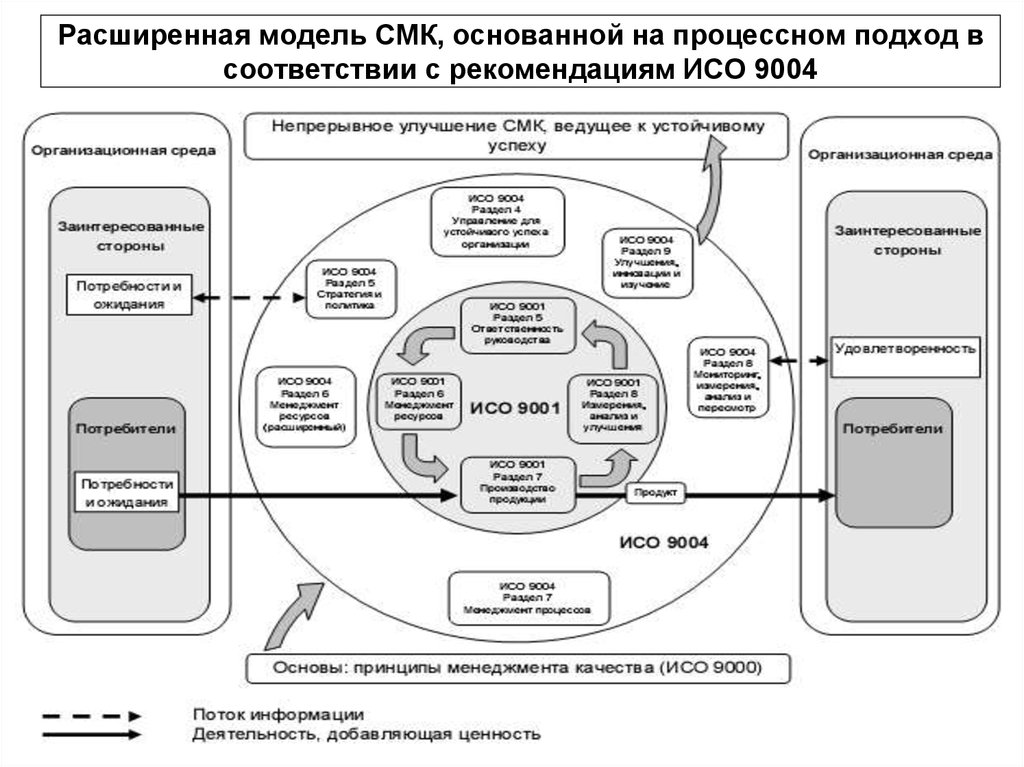 Расширенная модель СМК, основанной на процессном подход в
соответствии с рекомендациям ИСО 9004
Непрерывное улучшение СМК, ведущее к устойчивому
успеху
Организационная среда
Заинтересованные
стороны
Потребности и
ожидания
Потребители
Потребности
и ожидания
ИСО 9004
Раздел 4
Управление для
устойчивого успеха
организации
ИСО 9004
Раздел 9
Улучшения,
инновации и
изучение
ИСО 9004
Раздел 5
Стратегия и
политика
ИСО 9001
Раздел 5
Ответственность
руководства
ИСО 9004
Раздел 8
Мониторинг,
измерения,
анализ и
пересмотр
ИСО 9004
Раздел 6
Менеджмент
ресурсов
(расширенный)
ИСО 9001
Раздел 6
Менеджмент
ресурсов
ИСО 9001
ИСО 9001
Раздел 8
Измерения,
анализ и
улучшения
ИСО 9001
Раздел 7
Производство
продукции
Продукт
ИСО 9004
ИСО 9004
Раздел 7
Менеджмент процессов
Организационная среда
Заинтересованные
стороны
Удовлетворенность
Потребители
Основы: принципы менеджмента качества (ИСО 9000)
Поток информации
Деятельность, добавляющая ценность